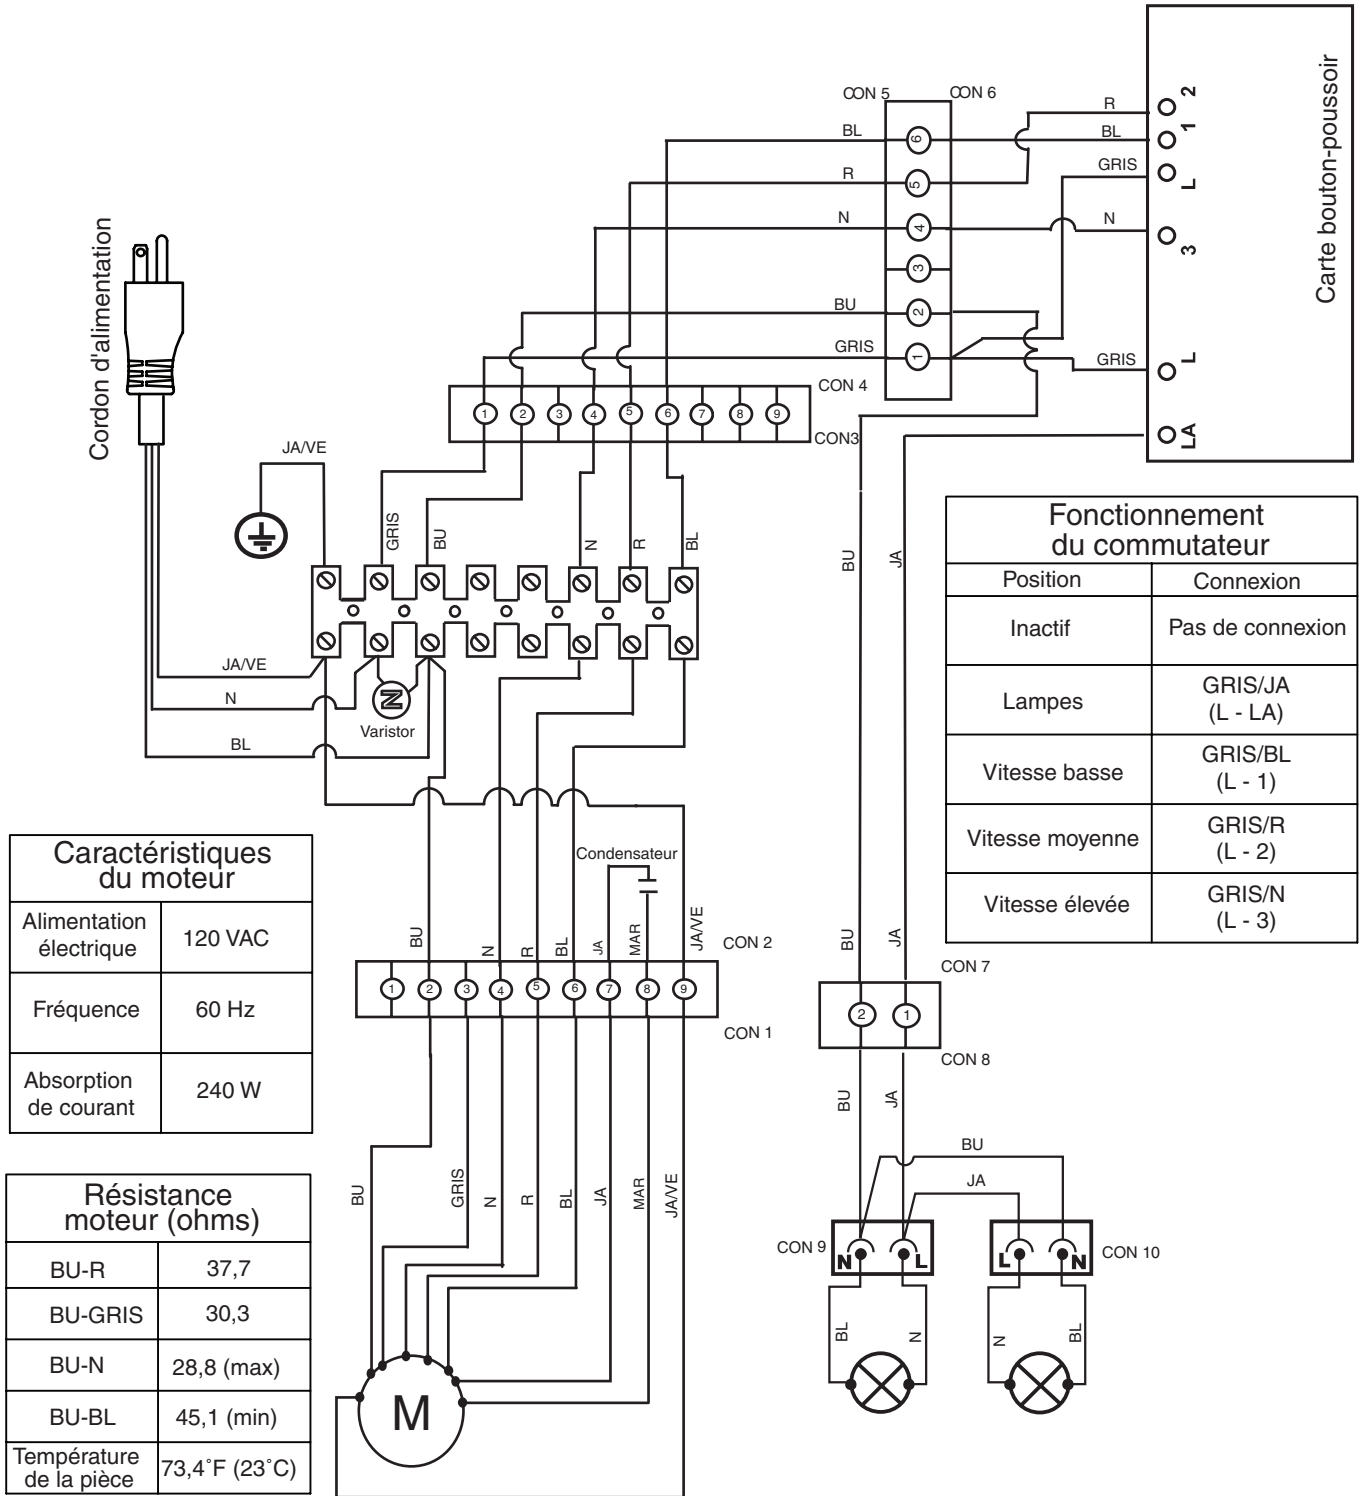 CON 5
CON 6
R
2
BL
BL
1
R
GRIS
L
N
N
3
BU
GRIS
GRIS
L
LA
6
5
4
3
2
1
Carte bouton-poussoir
Cordon d'alimentation
CON 4
1 2 3 4 5 6 7 8 9
CON3
JA/VE
GRIS
BU
N
R
BL
JA/VE
N
BL
Varistor
BU
JA
Fonctionnement
du commutateur
Position Connexion
Inactif Pas de connexion
Lampes GRIS/JA
(L - LA)
Vitesse basse GRIS/BL
(L - 1)
Vitesse moyenne GRIS/R
(L - 2)
Vitesse élevée GRIS/N
(L - 3)
Caractéristiques
du moteur
Alimentation
électrique
120 VAC
Fréquence 60 Hz
Absorption
de courant
240 W
Condensateur
BU
N
R
BL
JA
MAR
JA/VE
CON 2
1 2 3 4 5 6 7 8 9
CON 1
BU
JA
CON 7
2 1
CON 8
BU
JA
BU
GRIS
N
R
BL
JA
MAR
JA/VE
M
Résistance
moteur (ohms)
BU-R 37,7
BU-GRIS 30,3
BU-N 28,8 (max)
BU-BL 45,1 (min)
Température
de la pièce
73,4˚F (23˚C)
BU
JA
CON 9
N L
L N
CON 10
BL
N
N
BL